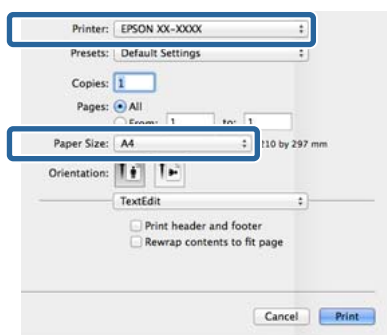 Printer: EPSON XX-XXXX
Presets: Default Settings
Copies: 1
Pages: All
From: 1 to: 1
Paper Size: A4 210 by 297 mm
Orientation:
TextEdit
Print header and footer
Rewrap contents to fit page
Cancel Print